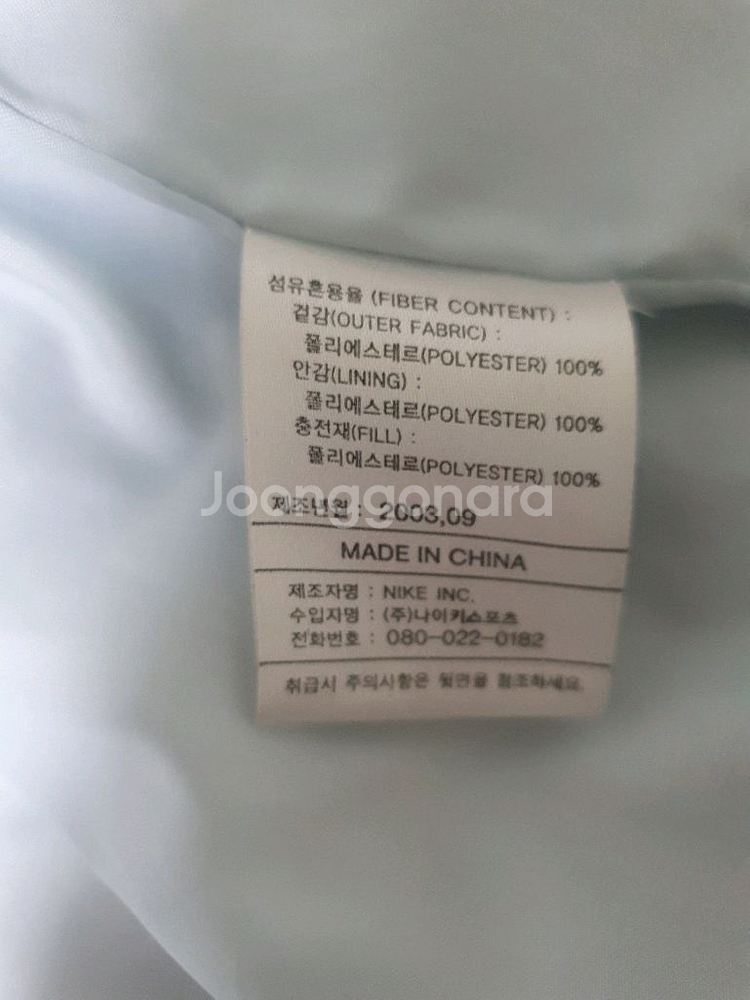 섬유혼용율 (FIBER CONTENT) :
겉감(OUTER FABRIC) :
폴리에스테르(POLYESTER) 100%
안감(LINING) :
폴리에스테르(POLYESTER) 100%
충전재(FILL) :
폴리에스테르(POLYESTER) 100%
Joonggonara
제조년월 : 2003,09
MADE IN CHINA
제조자명 : NIKE INC.
수입자명 : (주)나이키스포츠
전화번호 : 080-022-0182
취급시 주의사항은 뒷면을 참조하세요.